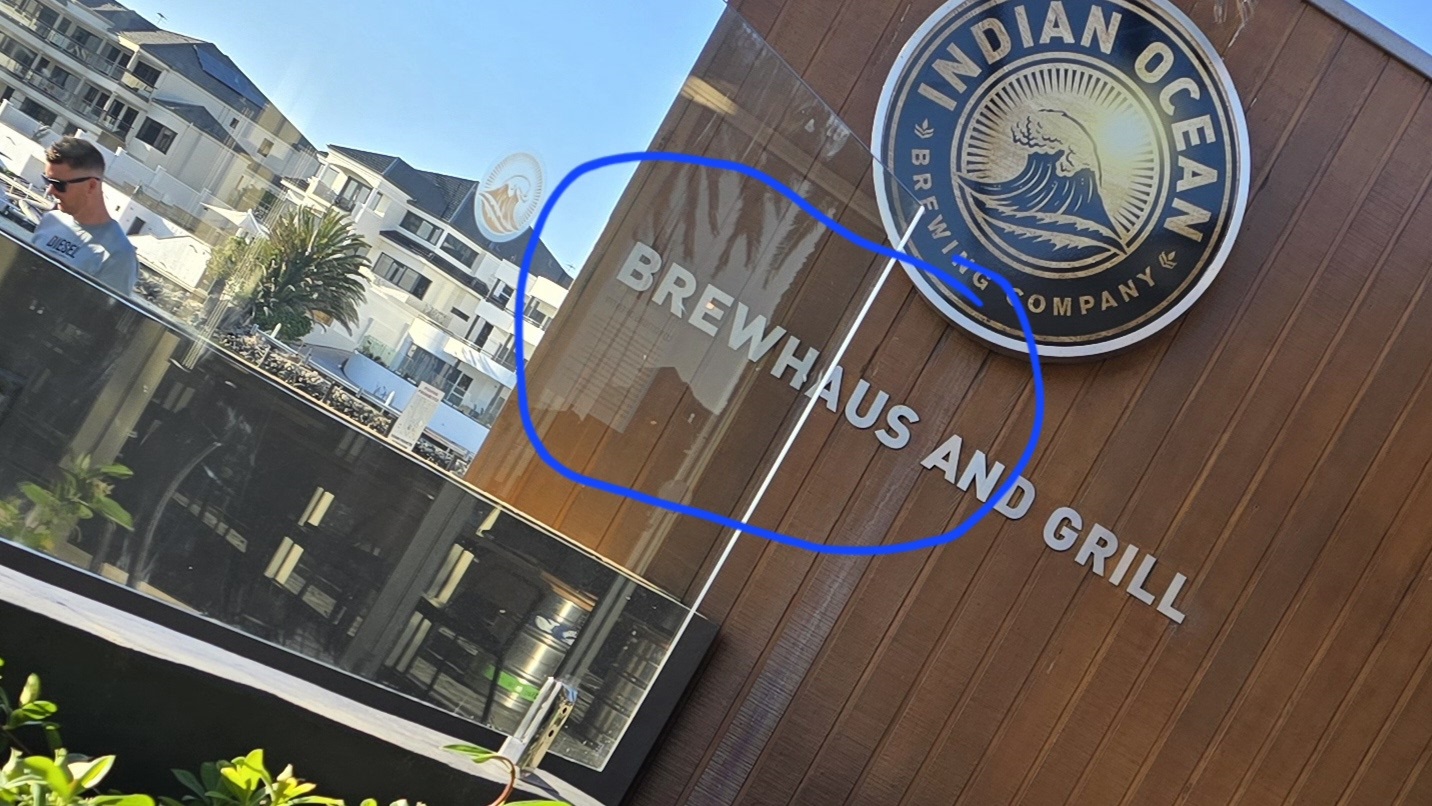 INDIAN OCEAN
BREWING COMPANY
BREWHAUS AND GRILL
DIESEL